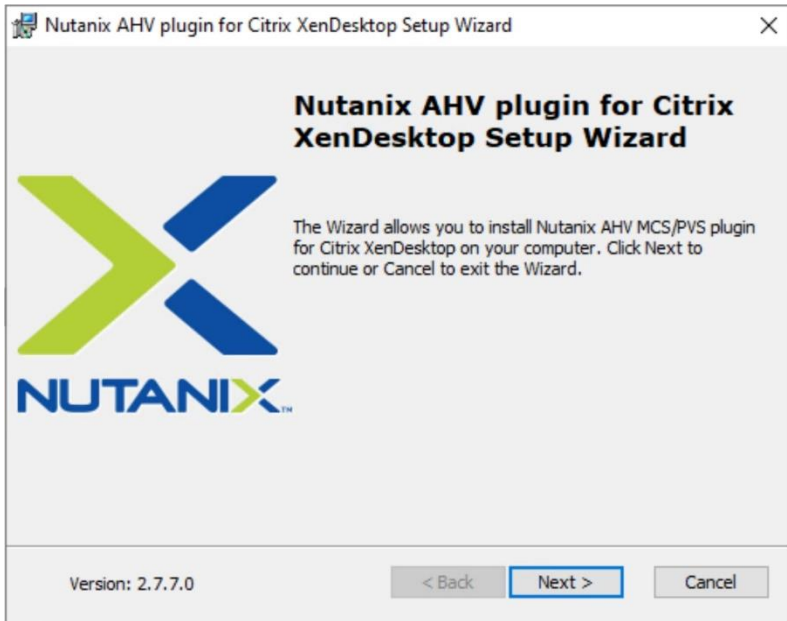 Nutanix AHV plugin for Citrix XenDesktop Setup Wizard
Nutanix AHV plugin for Citrix
XenDesktop Setup Wizard
The Wizard allows you to install Nutanix AHV MCS/PVS plugin
for Citrix XenDesktop on your computer. Click Next to
continue or Cancel to exit the Wizard.
NUTANIX™
Version: 2.7.7.0
< Back
Next >
Cancel